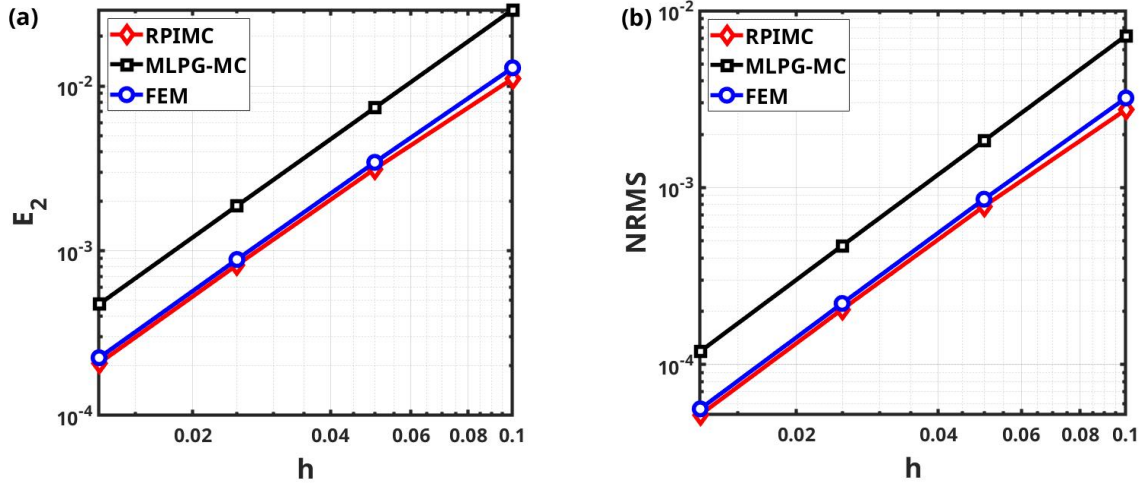 (a)
RPIMC
MLPG-MC
FEM
10^-2
10^-3
10^-4
E_2
0.02 0.04 0.06 0.08 0.1
h
(b)
RPIMC
MLPG-MC
FEM
10^-2
10^-3
10^-4
NRMS
0.02 0.04 0.06 0.08 0.1
h